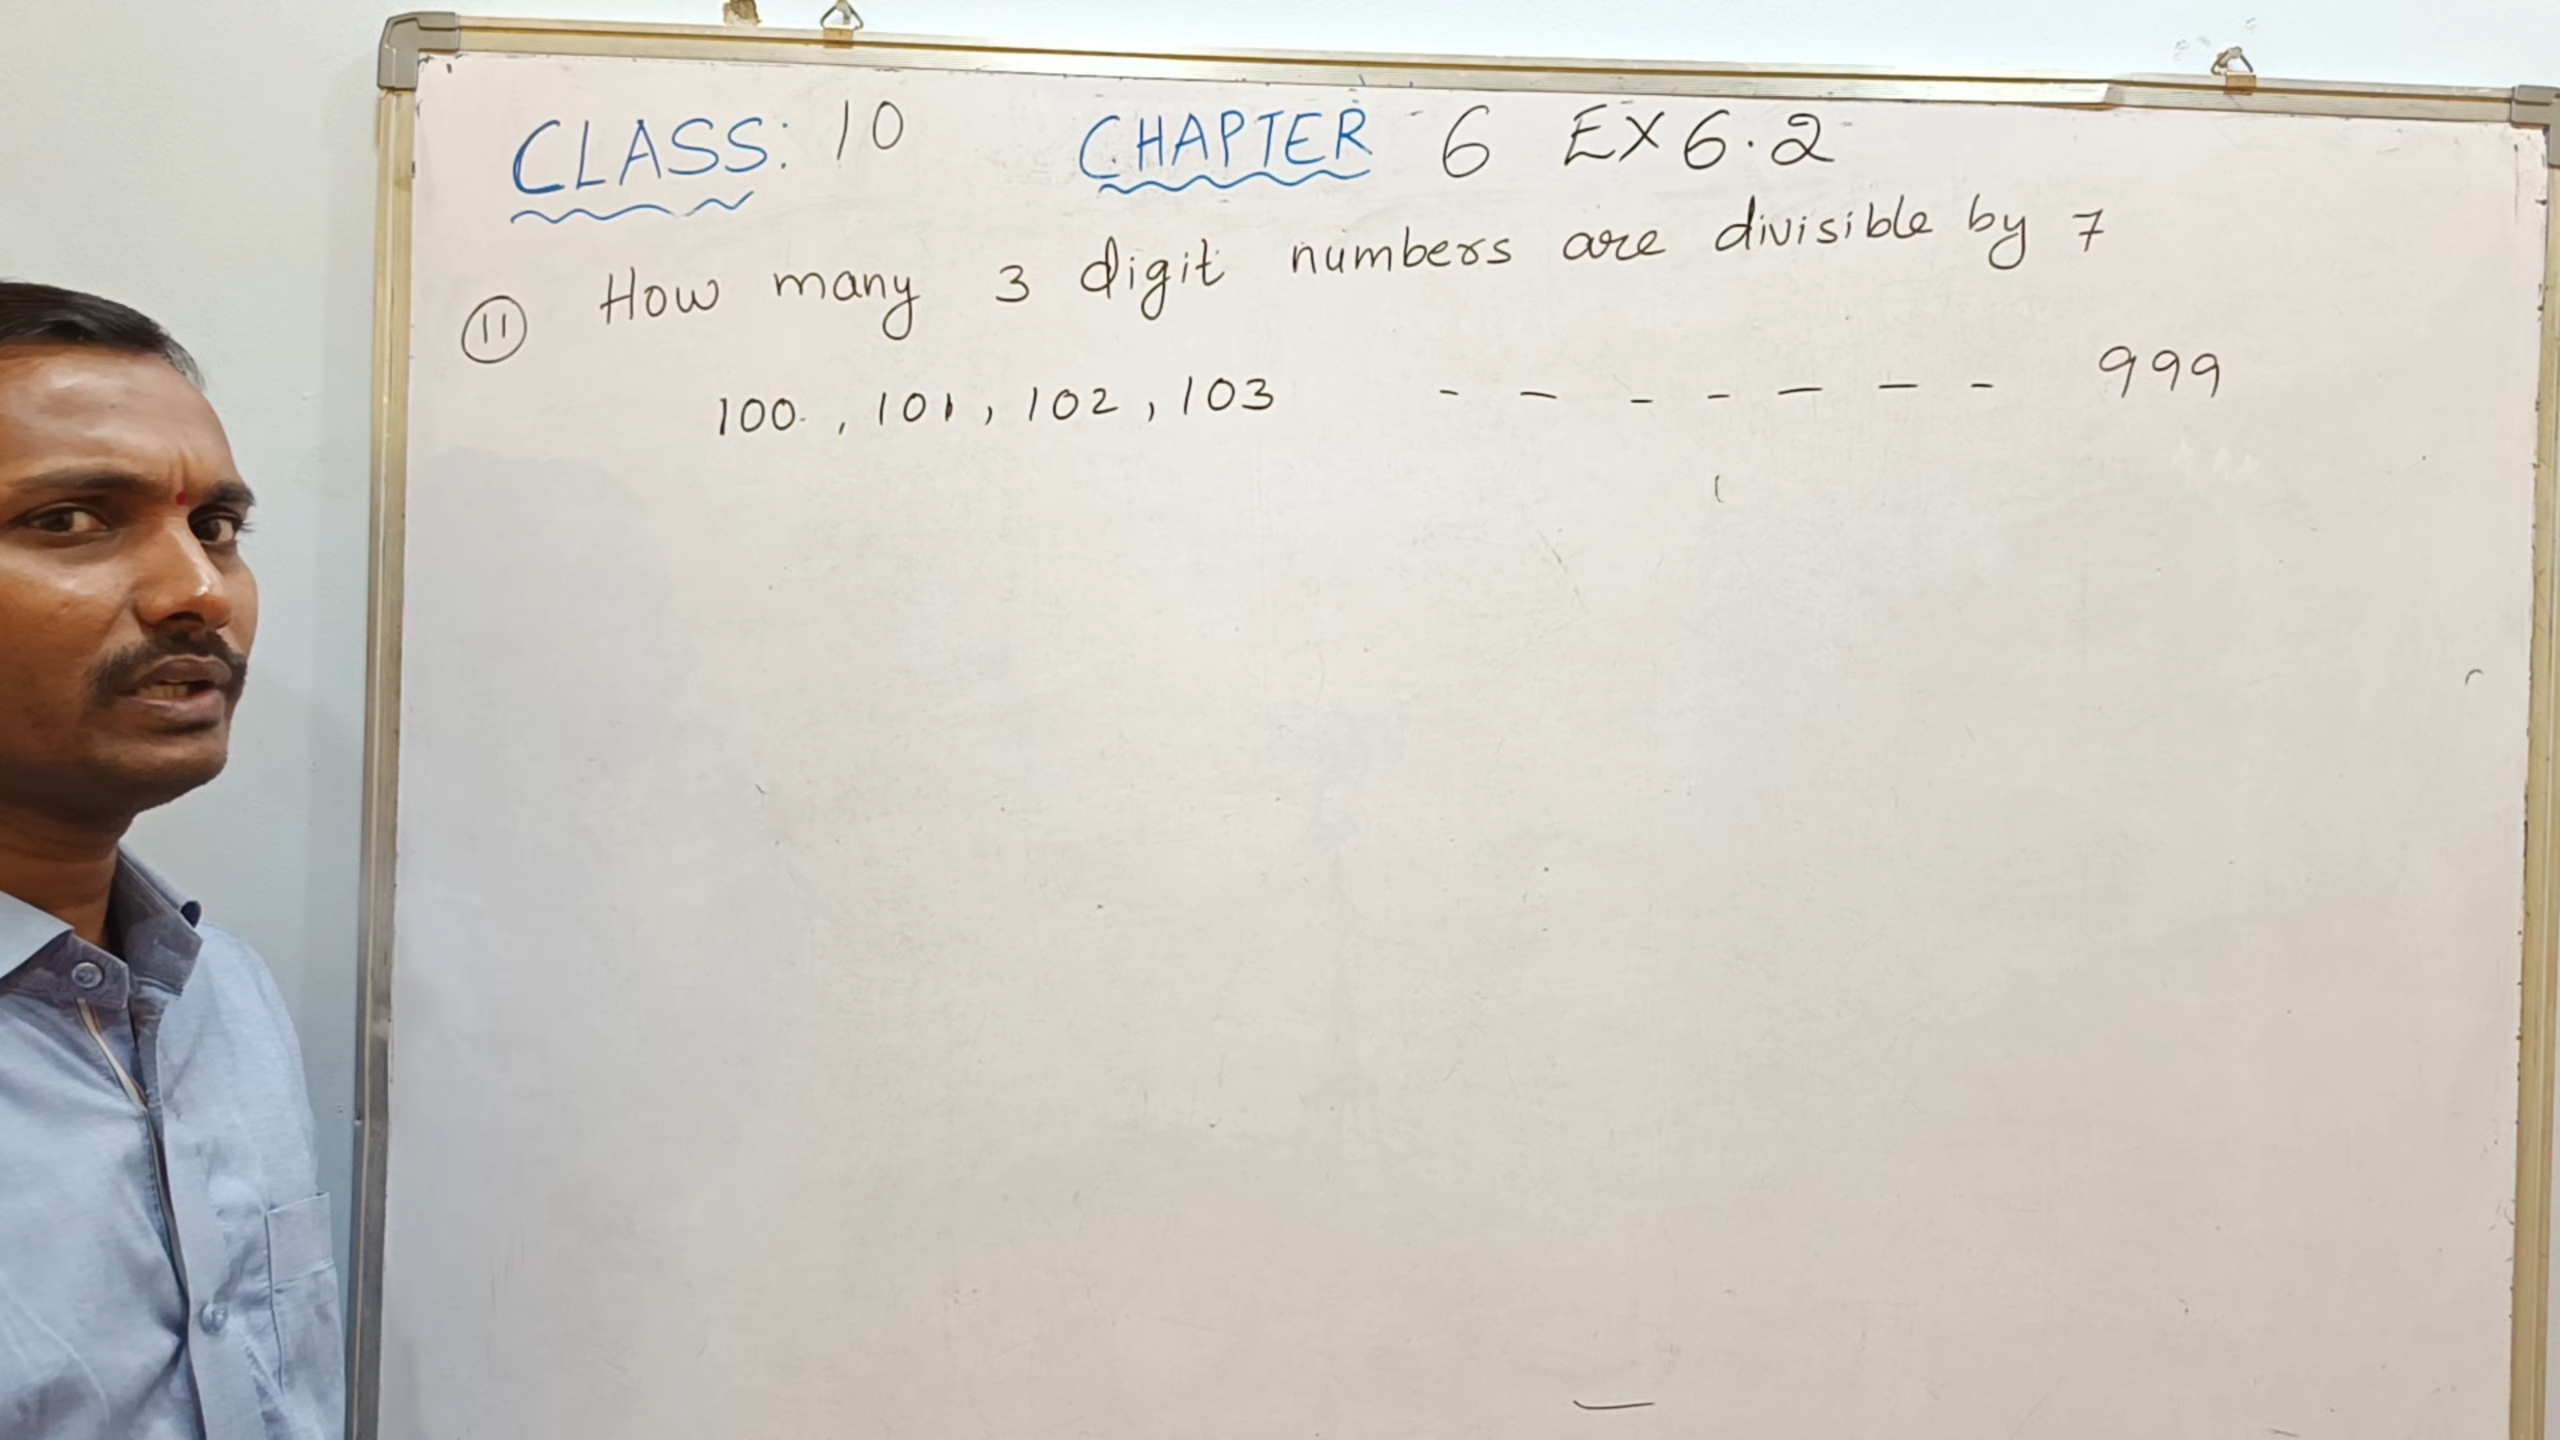 CLASS: 10 CHAPTER 6 EX 6.2
11 How many 3 digit numbers are divisible by 7
100, 101, 102, 103 - - - - - - - 999